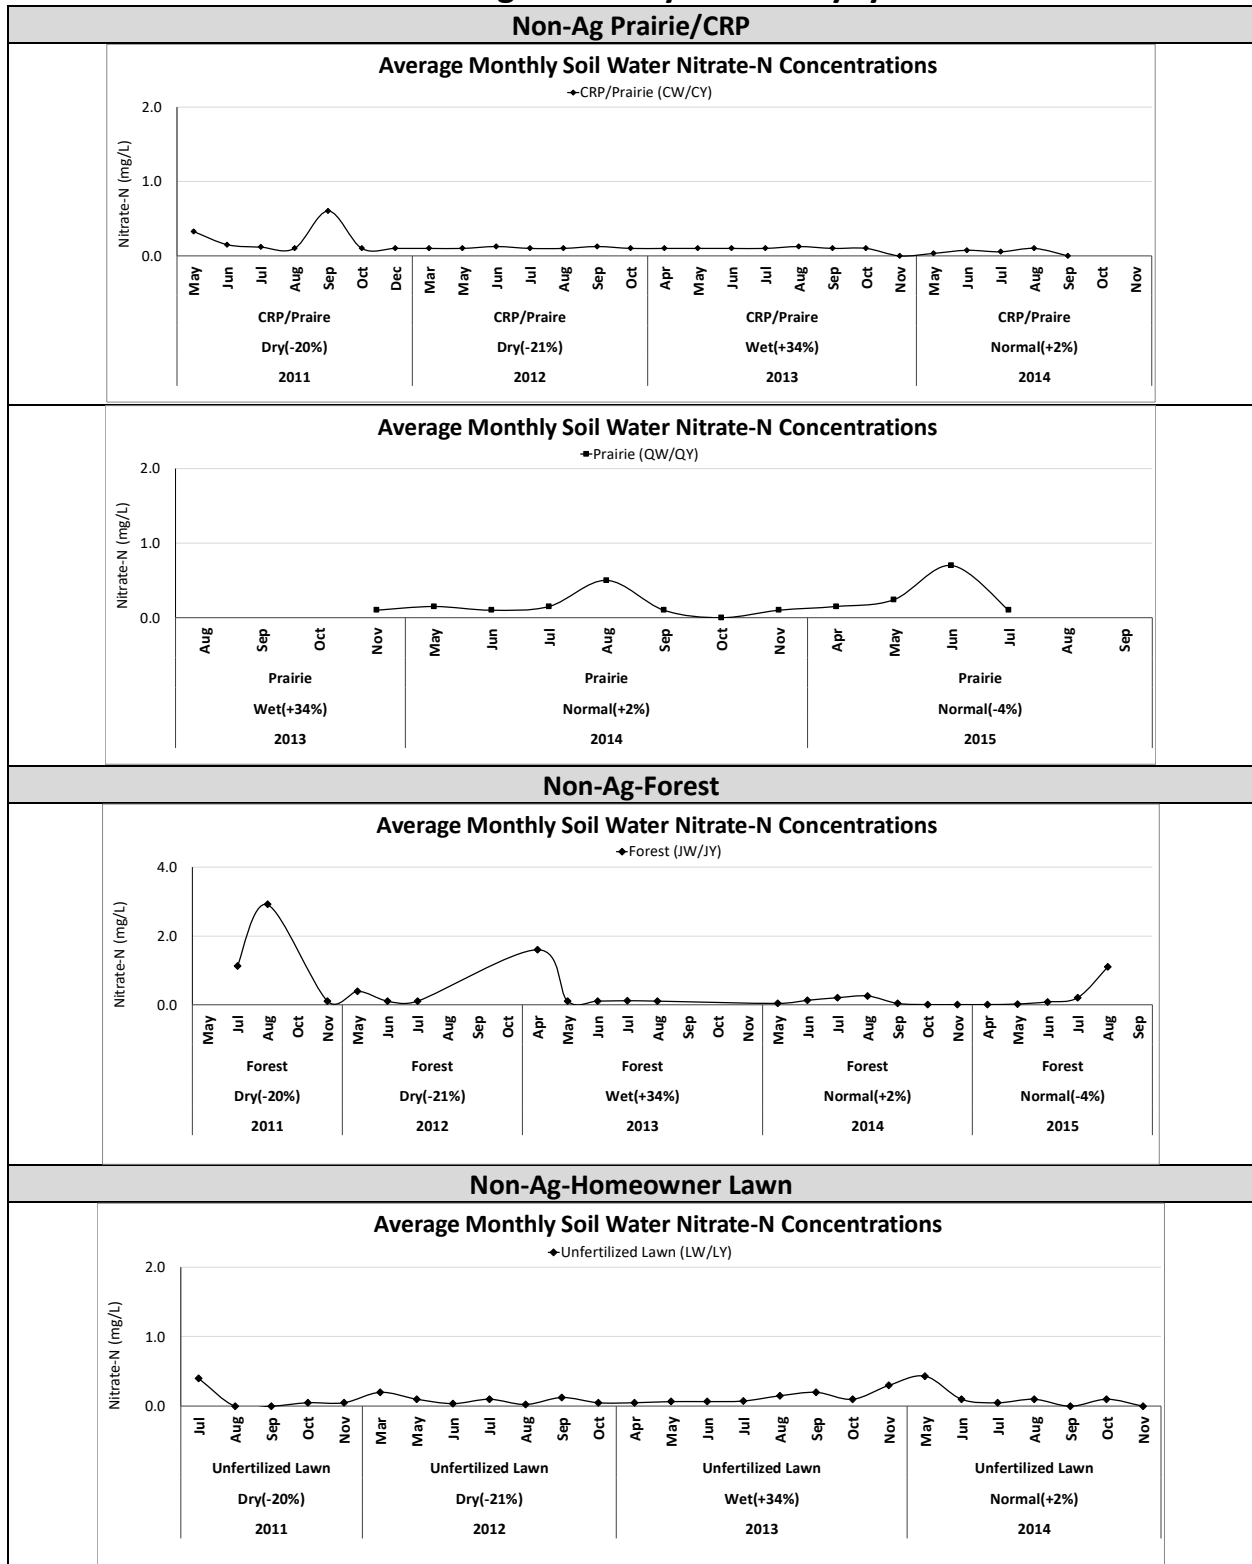 Non-Ag Prairie/CRP
Average Monthly Soil Water Nitrate-N Concentrations
CRP/Prairie (CW/CY)
Nitrate-N (mg/L)
2.0
1.0
0.0
May Jun Jul Aug Sep Oct Dec Mar May Jun Jul Aug Sep Oct Apr May Jun Jul Aug Sep Oct Nov May Jun Jul Aug Sep Oct Nov
CRP/Praire CRP/Praire CRP/Praire CRP/Praire
Dry(-20%) Dry(-21%) Wet(+34%) Normal(+2%)
2011 2012 2013 2014
Average Monthly Soil Water Nitrate-N Concentrations
Prairie (QW/QY)
Nitrate-N (mg/L)
2.0
1.0
0.0
Aug Sep Oct Nov May Jun Jul Aug Sep Oct Nov Apr May Jun Jul Aug Sep
Prairie Prairie Prairie
Wet(+34%) Normal(+2%) Normal(-4%)
2013 2014 2015
Non-Ag-Forest
Average Monthly Soil Water Nitrate-N Concentrations
Forest (JW/JY)
Nitrate-N (mg/L)
4.0
2.0
0.0
May Jul Aug Oct Nov May Jun Jul Aug Sep Oct Apr May Jun Jul Aug Sep Oct Nov May Jun Jul Aug Sep Oct Nov Apr May Jun Jul Aug Sep
Forest Forest Forest Forest Forest
Dry(-20%) Dry(-21%) Wet(+34%) Normal(+2%) Normal(-4%)
2011 2012 2013 2014 2015
Non-Ag-Homeowner Lawn
Average Monthly Soil Water Nitrate-N Concentrations
Unfertilized Lawn (LW/LY)
Nitrate-N (mg/L)
2.0
1.0
0.0
Jul Aug Sep Oct Nov Mar May Jun Jul Aug Sep Oct Apr May Jun Jul Aug Sep Oct Nov May Jun Jul Aug Sep Oct Nov
Unfertilized Lawn Unfertilized Lawn Unfertilized Lawn Unfertilized Lawn
Dry(-20%) Dry(-21%) Wet(+34%) Normal(+2%)
2011 2012 2013 2014